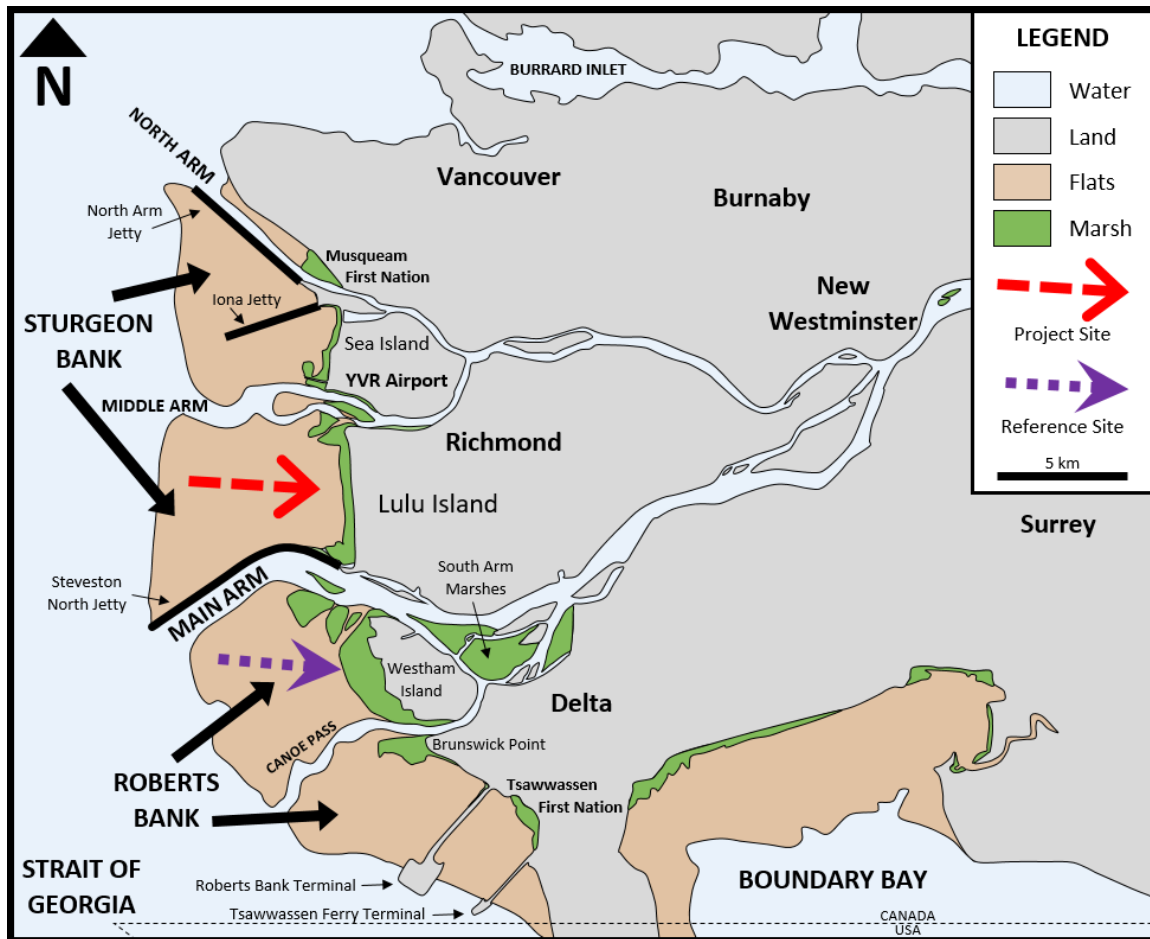 N
BURRARD INLET
NORTH ARM
Vancouver
Burnaby
North Arm
Jetty
Musqueam
First Nation
New
Westminster
Iona Jetty
STURGEON
BANK
Sea Island
YVR Airport
MIDDLE ARM
Richmond
Lulu Island
Surrey
Steveston
North Jetty
MAIN ARM
South Arm
Marshes
Westham
Island
Delta
CANOE PASS
Brunswick Point
ROBERTS
BANK
Tsawwassen
First Nation
STRAIT OF
GEORGIA
Roberts Bank Terminal
Tsawwassen Ferry Terminal
BOUNDARY BAY
CANADA
USA
LEGEND
Water
Land
Flats
Marsh
Project Site
Reference Site
5 km